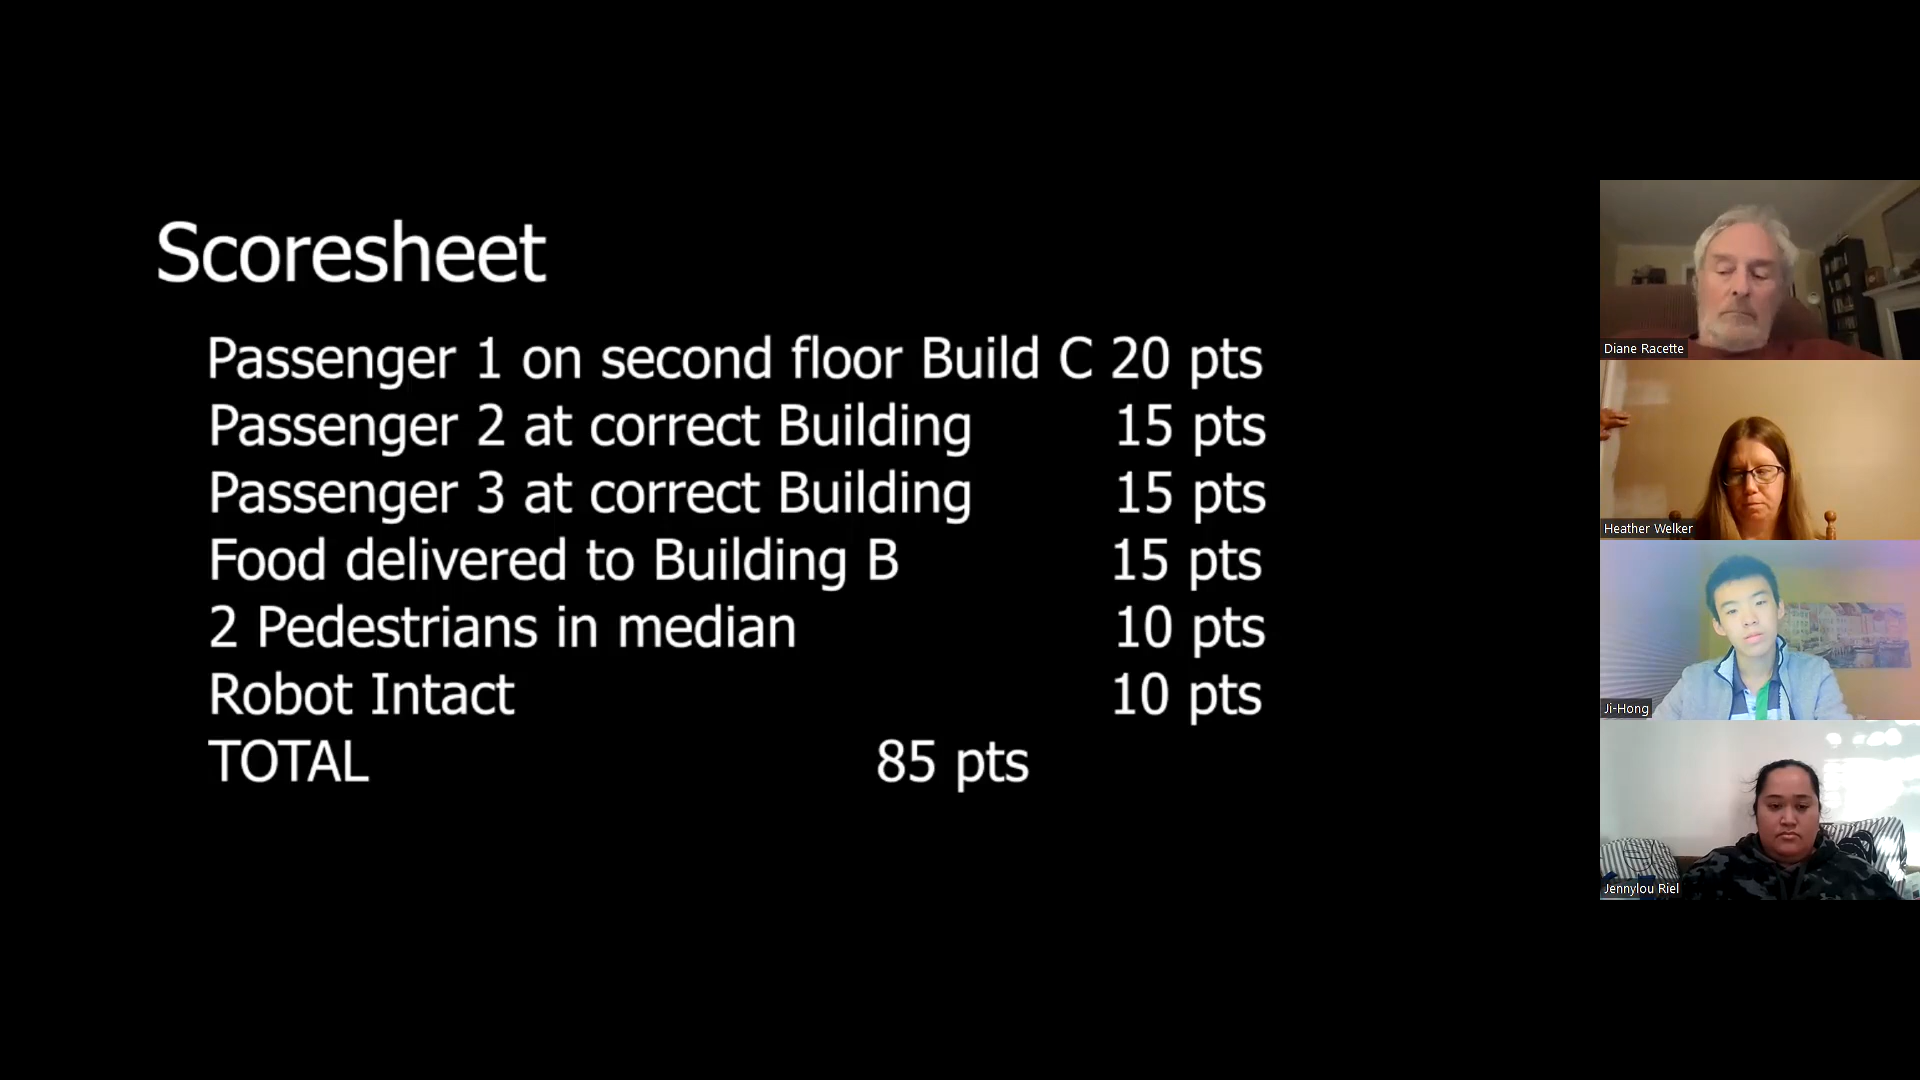 Scoresheet
Passenger 1 on second floor Build C 20 pts
Passenger 2 at correct Building 15 pts
Passenger 3 at correct Building 15 pts
Food delivered to Building B 15 pts
2 Pedestrians in median 10 pts
Robot Intact 10 pts
TOTAL 85 pts
Diane Racette
Heather Welker
Ji-Hong
Jennylou Riel